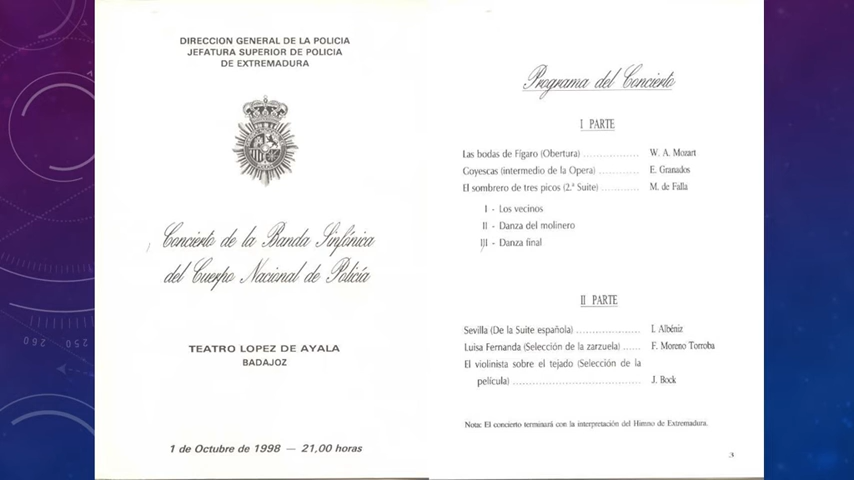 DIRECCION GENERAL DE LA POLICIA
JEFATURA SUPERIOR DE POLICIA
DE EXTREMADURA
Concierto de la Banda Sinfónica
del Cuerpo Nacional de Policía
TEATRO LOPEZ DE AYALA
BADAJOZ
1 de Octubre de 1998 — 21,00 horas
Programa del Concierto
I PARTE
Las bodas de Fígaro (Obertura) ................. W. A. Mozart
Goyescas (intermedio de la Opera) ............ E. Granados
El sombrero de tres picos (2.ª Suite) ............ M. de Falla
I - Los vecinos
II - Danza del molinero
III - Danza final
II PARTE
Sevilla (De la Suite española) ...................... I. Albéniz
Luisa Fernanda (Selección de la zarzuela) ...... F. Moreno Torroba
El violinista sobre el tejado (Selección de la
película) ............................................ J. Bock
Nota: El concierto terminará con la interpretación del Himno de Extremadura.
3